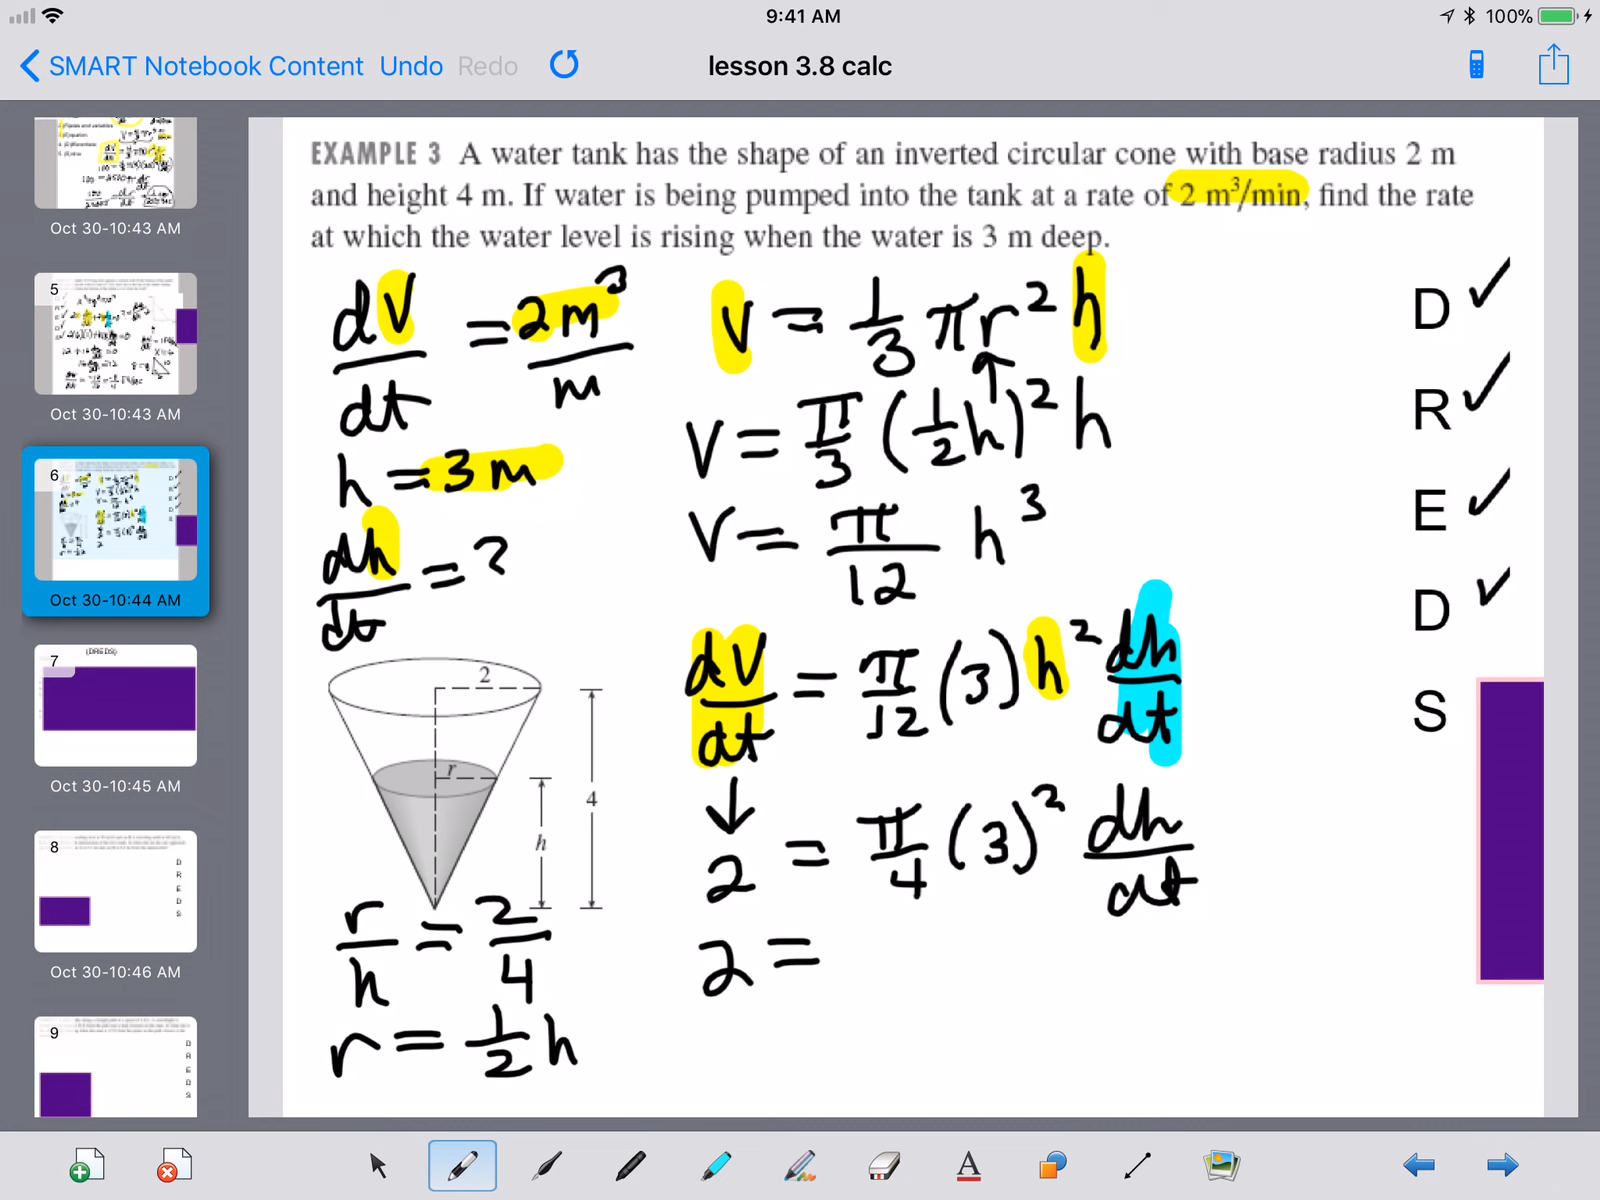 9:41 AM
100%
SMART Notebook Content Undo Redo
lesson 3.8 calc
Oct 30-10:43 AM
5
Oct 30-10:43 AM
6
Oct 30-10:44 AM
7
(DREDS)
Oct 30-10:45 AM
8
D
R
E
D
S
Oct 30-10:46 AM
9
D
R
E
D
S
EXAMPLE 3 A water tank has the shape of an inverted circular cone with base radius 2 m
and height 4 m. If water is being pumped into the tank at a rate of 2 m³/min, find the rate
at which the water level is rising when the water is 3 m deep.
dV/dt = 2m³/m
h = 3 m
dh/dt = ?
2
r
h
4
r/h = 2/4
r = 1/2 h
V = 1/3 πr² h
V = π/3 (1/2 h)² h
V = π/12 h³
dV/dt = π/12 (3) h² dh/dt
↓
2 = π/4 (3)² dh/dt
2 =
D ✓
R ✓
E ✓
D ✓
S
A